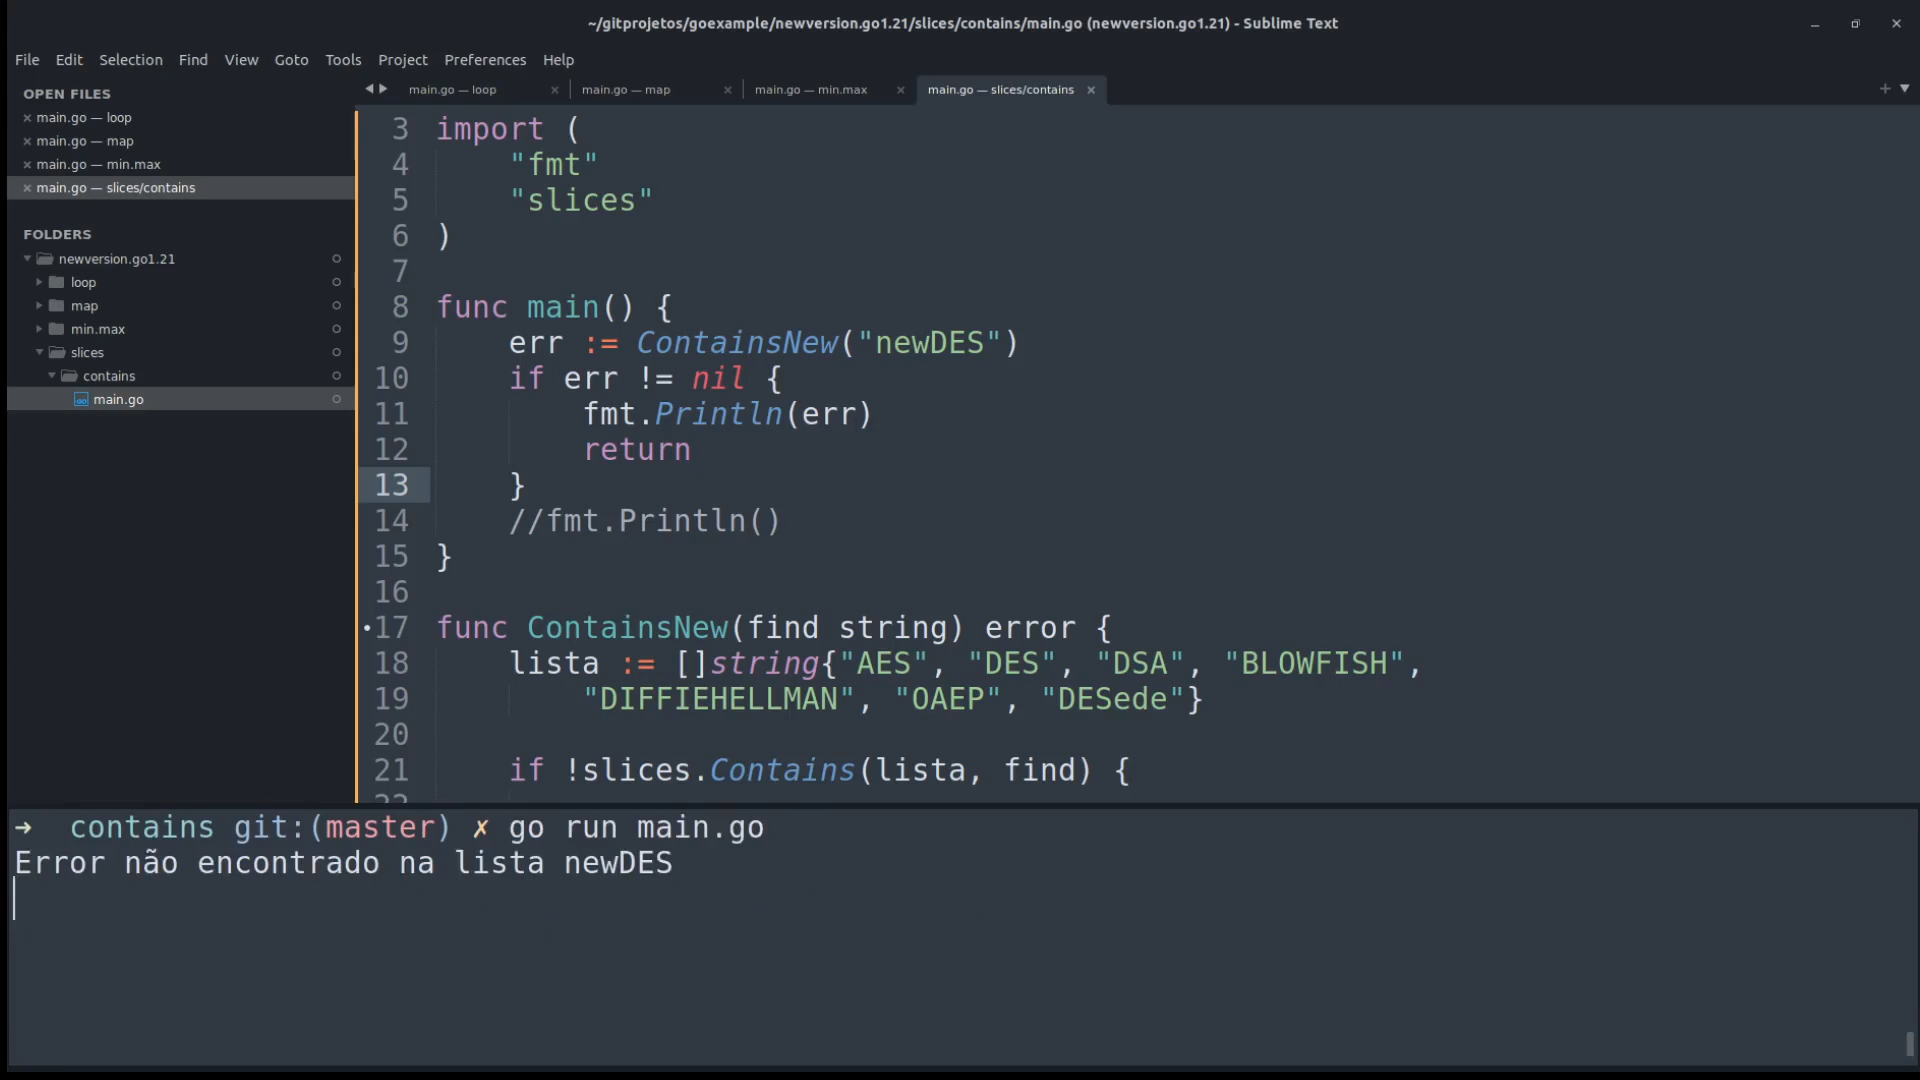 ~/gitprojetos/goexample/newversion.go1.21/slices/contains/main.go (newversion.go1.21) - Sublime Text
File Edit Selection Find View Goto Tools Project Preferences Help
OPEN FILES
main.go — loop
main.go — map
main.go — min.max
main.go — slices/contains
FOLDERS
newversion.go1.21
loop
map
min.max
slices
contains
main.go
main.go — loop main.go — map main.go — min.max main.go — slices/contains
3 import (
4 "fmt"
5 "slices"
6 )
7
8 func main() {
9 err := ContainsNew("newDES")
10 if err != nil {
11 fmt.Println(err)
12 return
13 }
14 //fmt.Println()
15 }
16
17 func ContainsNew(find string) error {
18 lista := []string{"AES", "DES", "DSA", "BLOWFISH",
19 "DIFFIEHELLMAN", "OAEP", "DESede"}
20
21 if !slices.Contains(lista, find) {
➜ contains git:(master) ✗ go run main.go
Error não encontrado na lista newDES